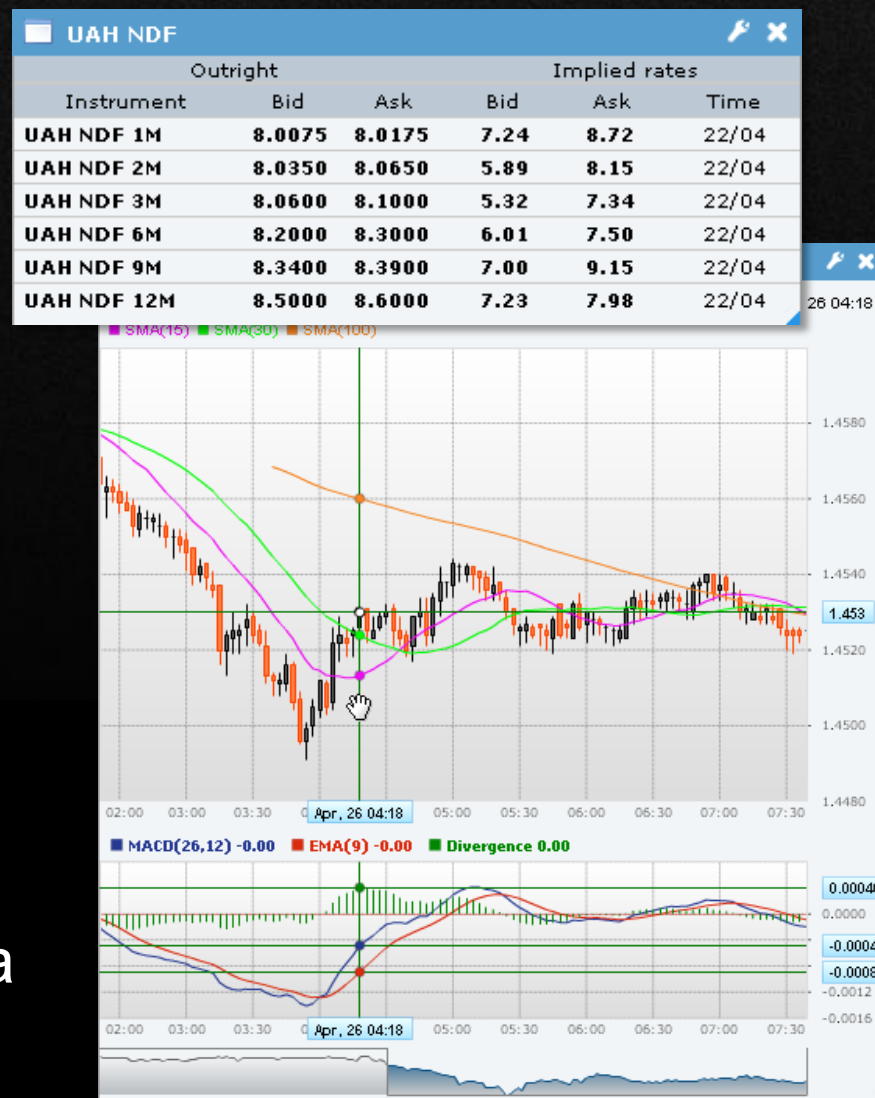 UAH NDF
Outright Implied rates
Instrument Bid Ask Bid Ask Time
UAH NDF 1M 8.0075 8.0175 7.24 8.72 22/04
UAH NDF 2M 8.0350 8.0650 5.89 8.15 22/04
UAH NDF 3M 8.0600 8.1000 5.32 7.34 22/04
UAH NDF 6M 8.2000 8.3000 6.01 7.50 22/04
UAH NDF 9M 8.3400 8.3900 7.00 9.15 22/04
UAH NDF 12M 8.5000 8.6000 7.23 7.98 22/04
26 04:18
SMA(15) SMA(30) SMA(100)
1.4580
1.4560
1.4540
1.453
1.4520
1.4500
1.4480
02:00 03:00 03:30 Apr, 26 04:18 05:00 05:30 06:00 06:30 07:00 07:30
MACD(26,12) -0.00 EMA(9) -0.00 Divergence 0.00
0.0004
0.0000
-0.0004
a
-0.0008
-0.0012
-0.0016
02:00 03:00 03:30 Apr, 26 04:18 05:00 05:30 06:00 06:30 07:00 07:30